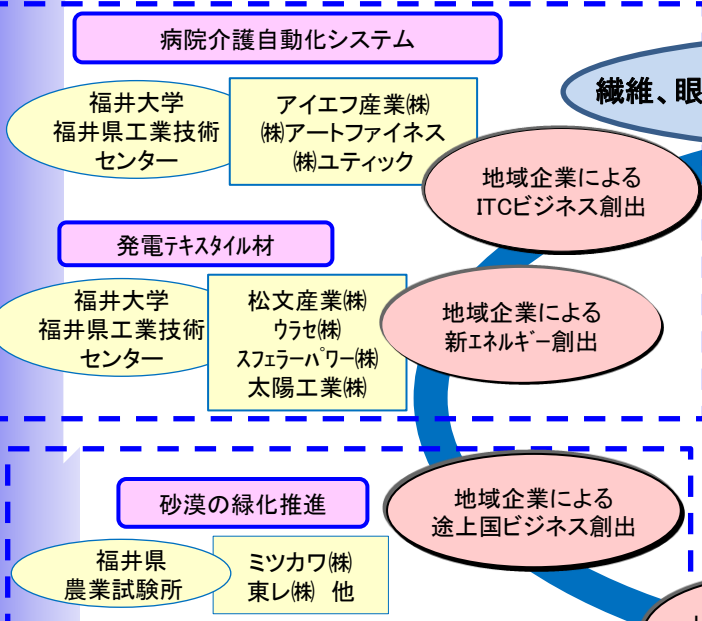 病院介護自動化システム
福井大学
福井県工業技術
センター
アイエフ産業㈱
㈱アートファイネス
㈱ユティック
繊維、眼
地域企業による
ITCビジネス創出
発電ﾃｷｽﾀｲﾙ材
福井大学
福井県工業技術
センター
松文産業㈱
ウラセ㈱
スフェラーパワー㈱
太陽工業㈱
地域企業による
新エネルギー創出
砂漠の緑化推進
福井県
農業試験所
ミツカワ㈱
東レ㈱ 他
地域企業による
途上国ビジネス創出